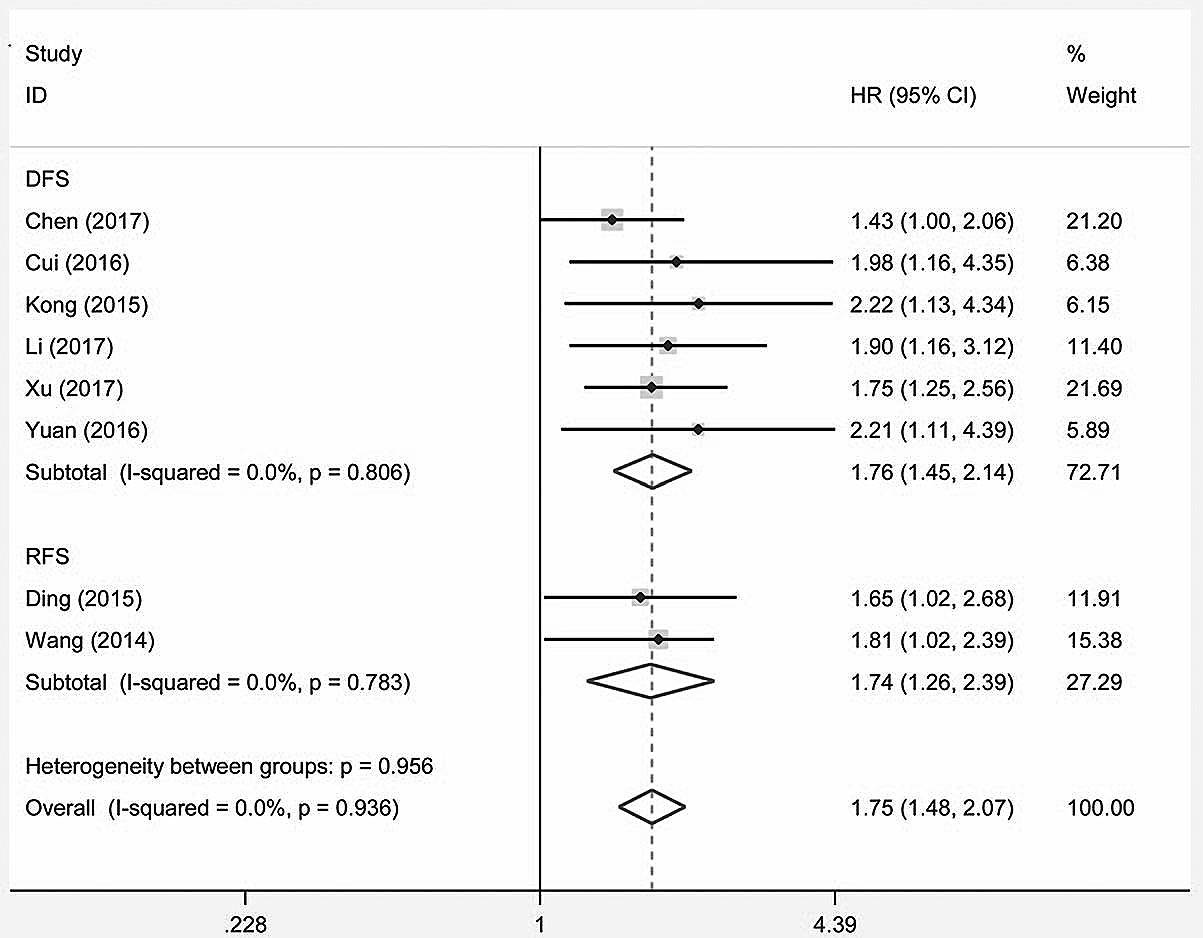 Study %
ID HR (95% CI) Weight
DFS
Chen (2017) 1.43 (1.00, 2.06) 21.20
Cui (2016) 1.98 (1.16, 4.35) 6.38
Kong (2015) 2.22 (1.13, 4.34) 6.15
Li (2017) 1.90 (1.16, 3.12) 11.40
Xu (2017) 1.75 (1.25, 2.56) 21.69
Yuan (2016) 2.21 (1.11, 4.39) 5.89
Subtotal (I-squared = 0.0%, p = 0.806) 1.76 (1.45, 2.14) 72.71
RFS
Ding (2015) 1.65 (1.02, 2.68) 11.91
Wang (2014) 1.81 (1.02, 2.39) 15.38
Subtotal (I-squared = 0.0%, p = 0.783) 1.74 (1.26, 2.39) 27.29
Heterogeneity between groups: p = 0.956
Overall (I-squared = 0.0%, p = 0.936) 1.75 (1.48, 2.07) 100.00
.228 1 4.39